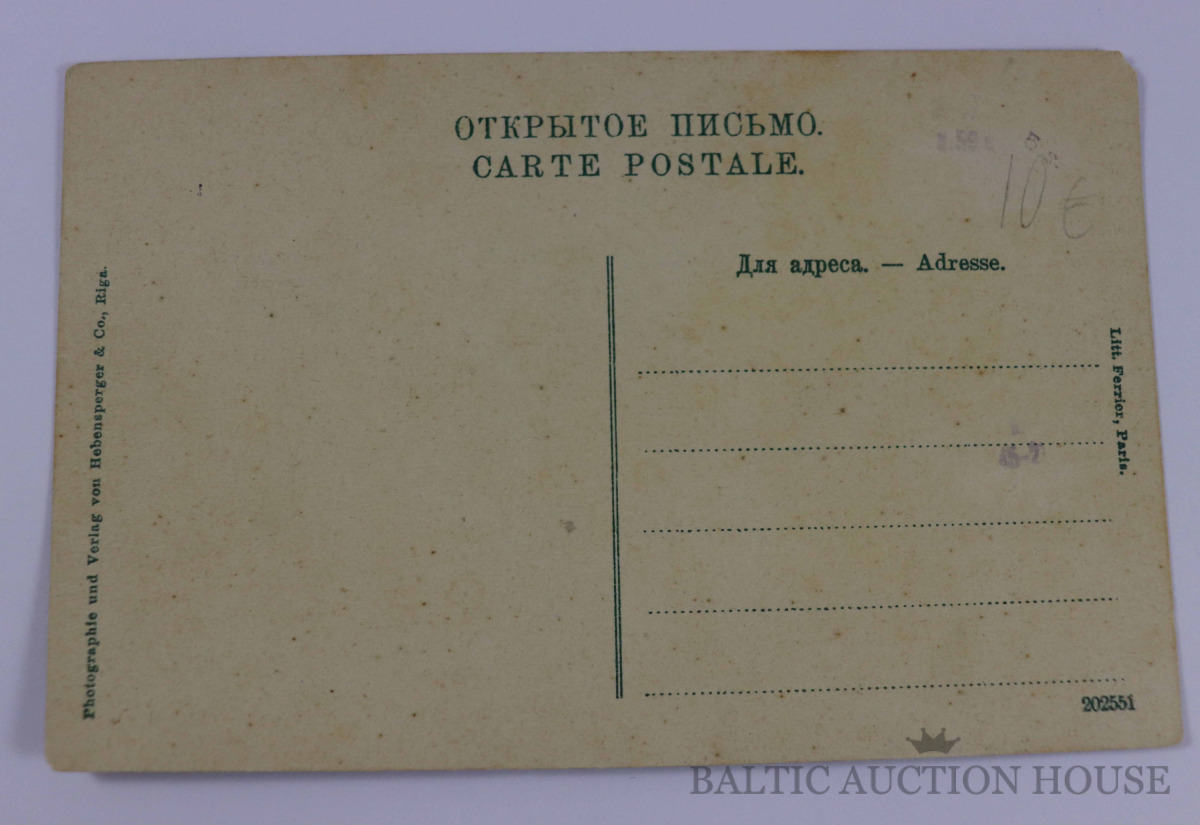 ОТКРЫТОЕ ПИСЬМО.
CARTE POSTALE.
10 €
Для адреса. — Adresse.
Photographie und Verlag von Hebensperger & Co., Riga.
Litt. Ferrier, Paris.
202551
BALTIC AUCTION HOUSE